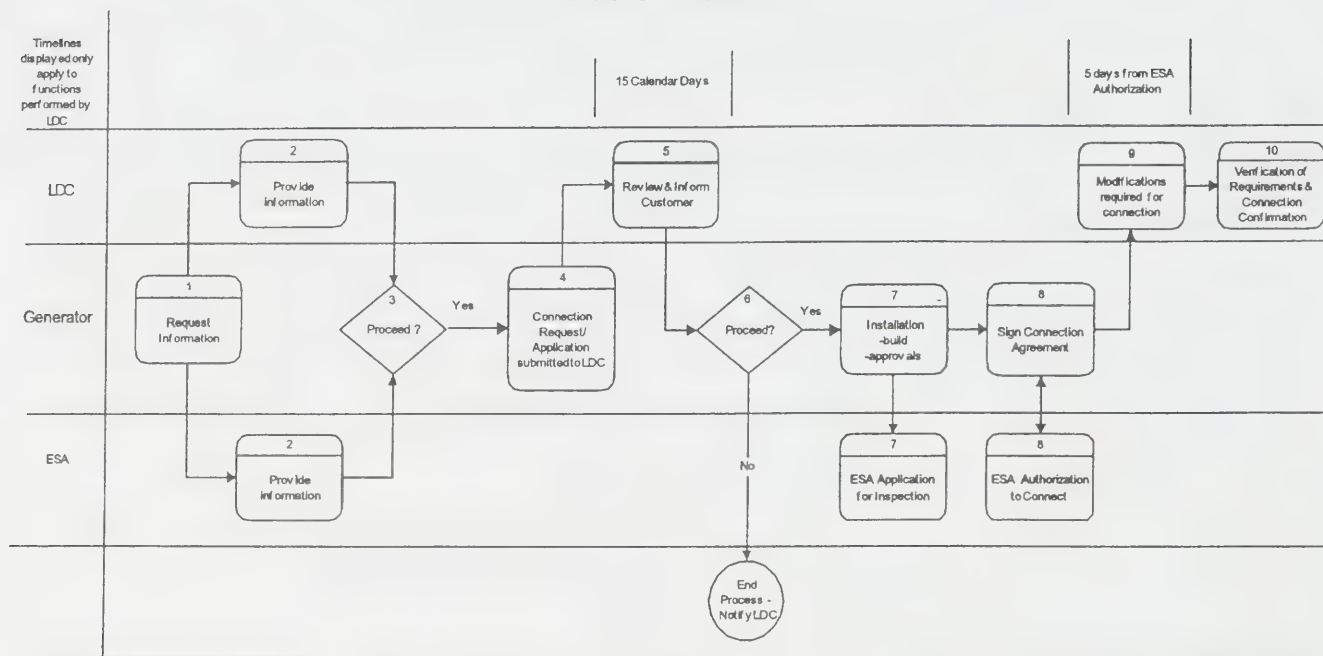 Timelines
displayed only
apply to
functions
performed by
LDC
15 Calendar Days
5 days from ESA
Authorization
LDC
2
Provide
information
5
Review & Inform
Customer
9
Modifications
required for
connection
10
Verification of
Requirements &
Connection
Confirmation
Generator
1
Request
Information
3
Proceed ?
Yes
4
Connection
Request/
Application
submitted to LDC
6
Proceed?
Yes
7
Installation
-build
-approvals
8
Sign Connection
Agreement
ESA
2
Provide
information
No
7
ESA Application
for Inspection
8
ESA Authorization
to Connect
End
Process -
Notify LDC